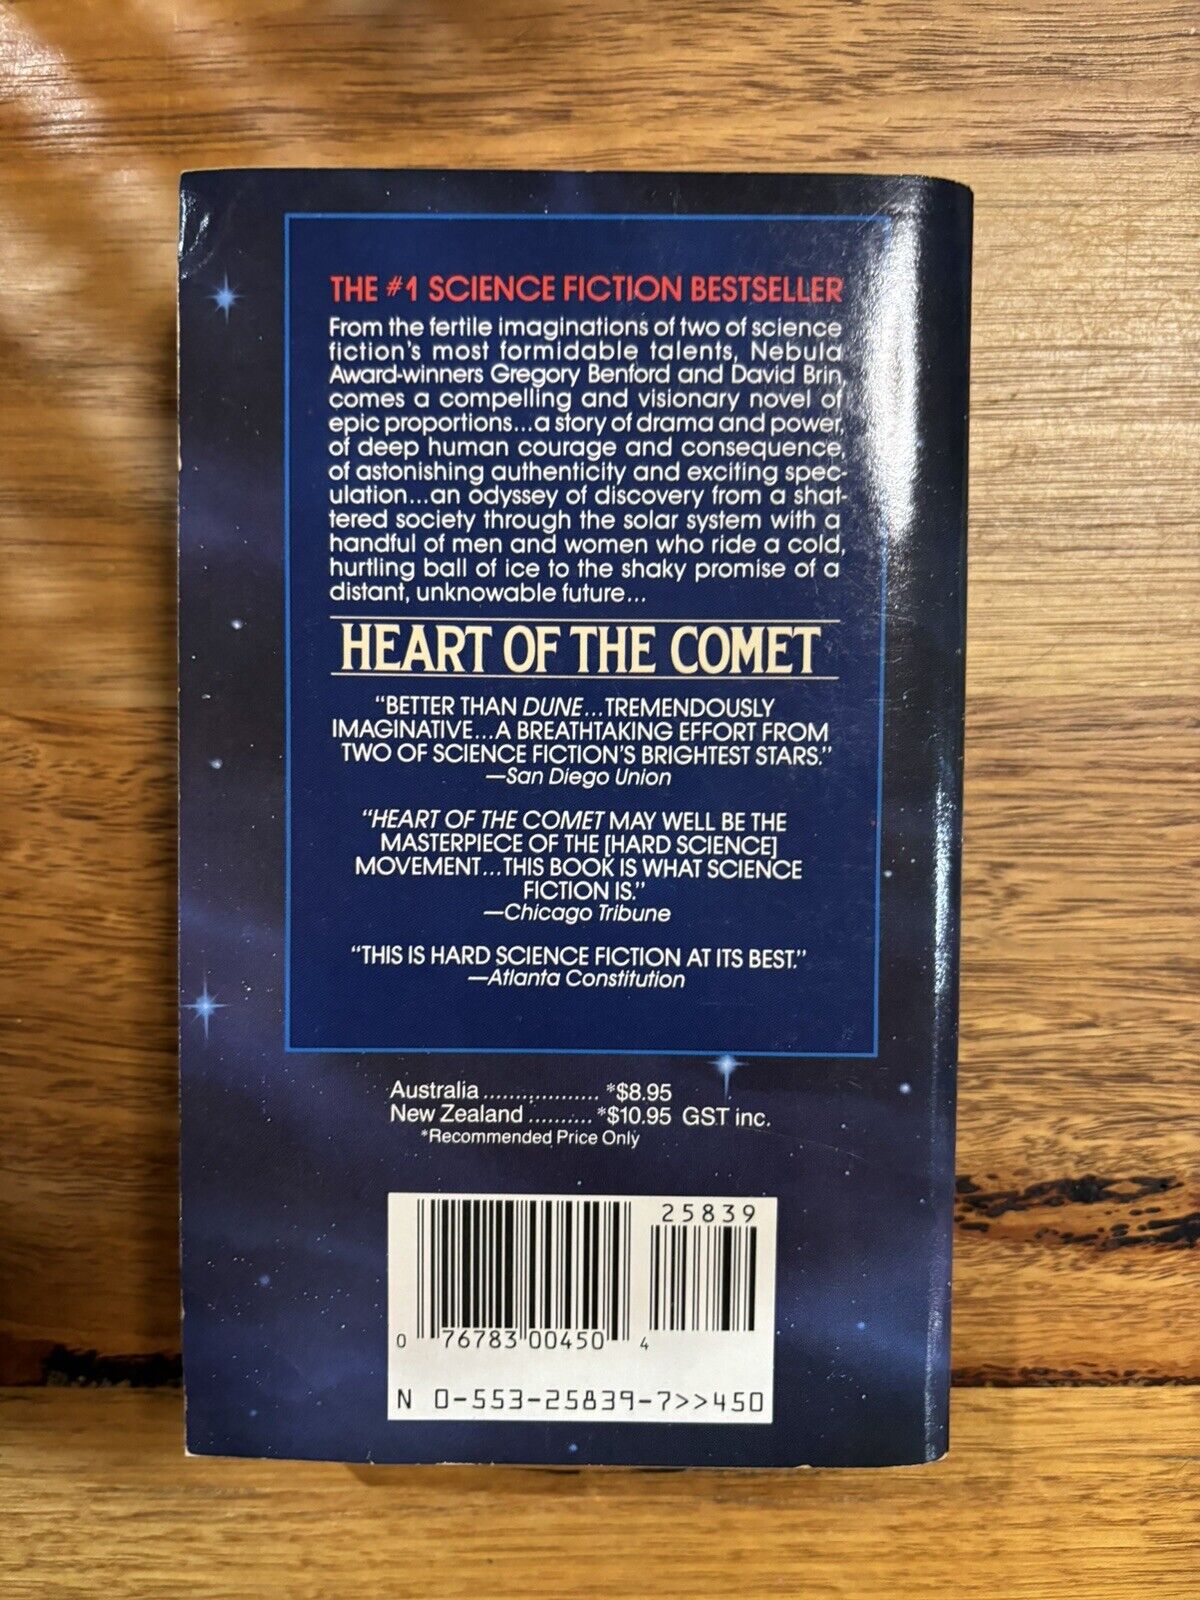 THE #1 SCIENCE FICTION BESTSELLER
From the fertile imaginations of two of science
fiction's most formidable talents, Nebula
Award-winners Gregory Benford and David Brin,
comes a compelling and visionary novel of
epic proportions...a story of drama and power,
of deep human courage and consequence,
of astonishing authenticity and exciting spec-
ulation...an odyssey of discovery from a shat-
tered society through the solar system with a
handful of men and women who ride a cold,
hurtling ball of ice to the shaky promise of a
distant, unknowable future...
HEART OF THE COMET
"BETTER THAN DUNE...TREMENDOUSLY
IMAGINATIVE...A BREATHTAKING EFFORT FROM
TWO OF SCIENCE FICTION'S BRIGHTEST STARS."
—San Diego Union
"HEART OF THE COMET MAY WELL BE THE
MASTERPIECE OF THE [HARD SCIENCE]
MOVEMENT...THIS BOOK IS WHAT SCIENCE
FICTION IS."
—Chicago Tribune
"THIS IS HARD SCIENCE FICTION AT ITS BEST."
—Atlanta Constitution
Australia .................. *$8.95
New Zealand .......... *$10.95 GST inc.
*Recommended Price Only
25839
0 76783 00450 4
N 0-553-25839-7>>450